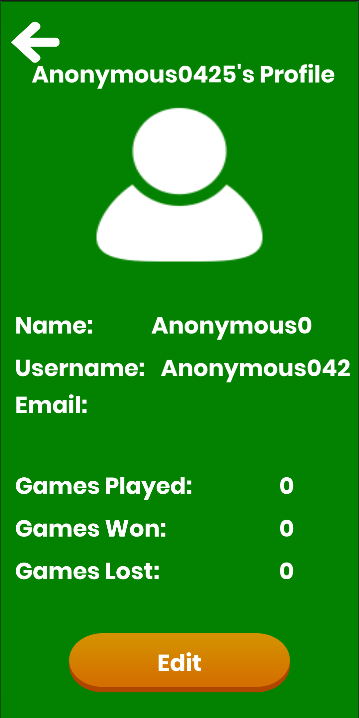 Anonymous0425's Profile
Name: Anonymous0
Username: Anonymous042
Email:
Games Played: 0
Games Won: 0
Games Lost: 0
Edit